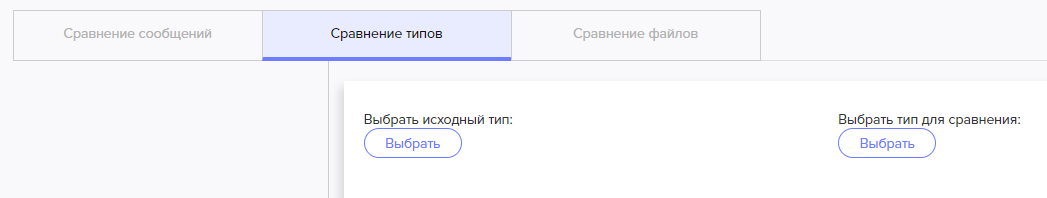 Сравнение сообщений Сравнение типов Сравнение файлов
Выбрать исходный тип: Выбрать тип для сравнения:
Выбрать Выбрать